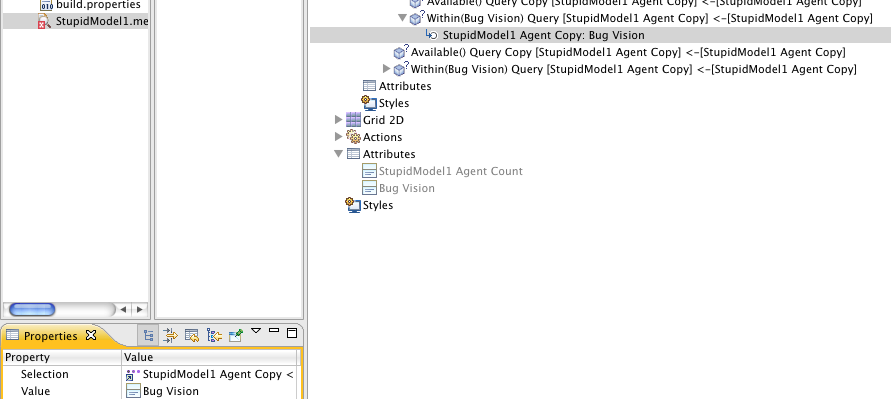 build.properties
StupidModel1.me
Available() Query Copy [StupidModel1 Agent Copy] <-[StupidModel1 Agent Copy]
Within(Bug Vision) Query [StupidModel1 Agent Copy] <-[StupidModel1 Agent Copy]
StupidModel1 Agent Copy: Bug Vision
Available() Query Copy [StupidModel1 Agent Copy] <-[StupidModel1 Agent Copy]
Within(Bug Vision) Query [StupidModel1 Agent Copy] <-[StupidModel1 Agent Copy]
Attributes
Styles
Grid 2D
Actions
Attributes
StupidModel1 Agent Count
Bug Vision
Styles
Properties
Property Value
Selection StupidModel1 Agent Copy <
Value Bug Vision